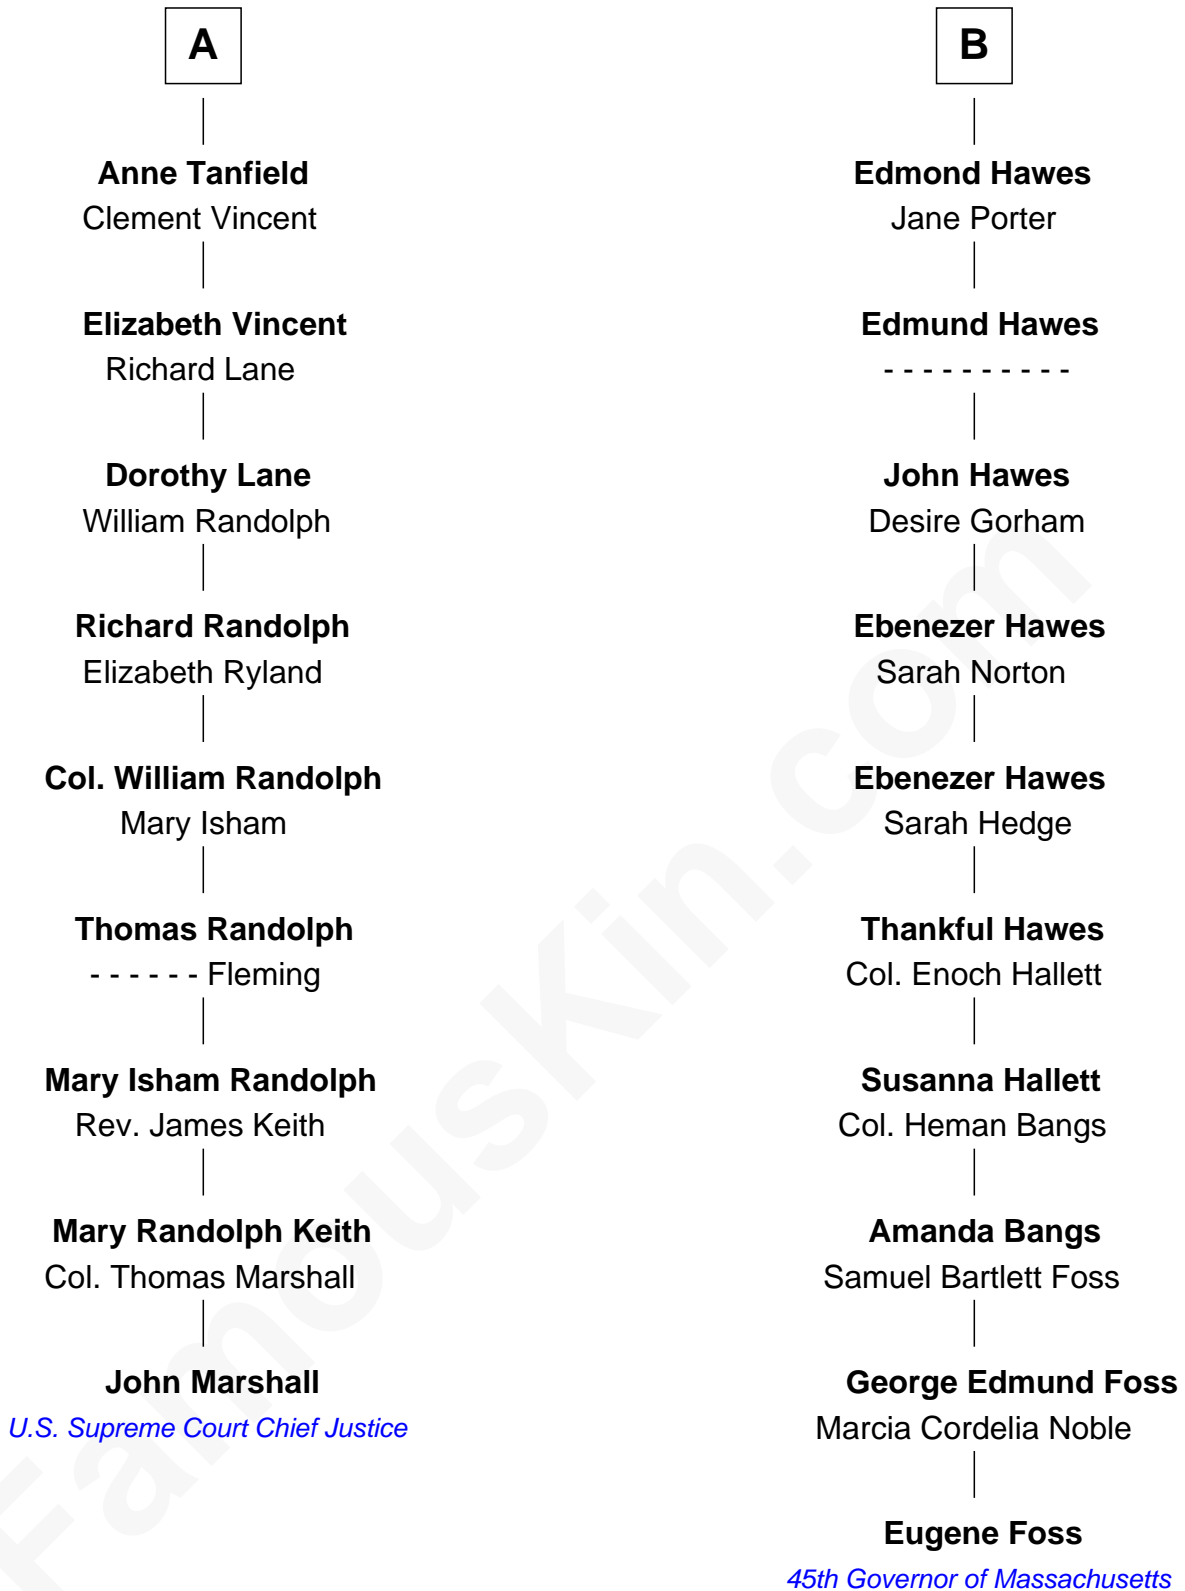 A
Anne Tanfield
Clement Vincent
Elizabeth Vincent
Richard Lane
Dorothy Lane
William Randolph
Richard Randolph
Elizabeth Ryland
Col. William Randolph
Mary Isham
Thomas Randolph
- - - - - - Fleming
Mary Isham Randolph
Rev. James Keith
Mary Randolph Keith
Col. Thomas Marshall
John Marshall
U.S. Supreme Court Chief Justice
B
Edmond Hawes
Jane Porter
Edmund Hawes
- - - - - - - - - -
John Hawes
Desire Gorham
Ebenezer Hawes
Sarah Norton
Ebenezer Hawes
Sarah Hedge
Thankful Hawes
Col. Enoch Hallett
Susanna Hallett
Col. Heman Bangs
Amanda Bangs
Samuel Bartlett Foss
George Edmund Foss
Marcia Cordelia Noble
Eugene Foss
45th Governor of Massachusetts
FamousKin.com